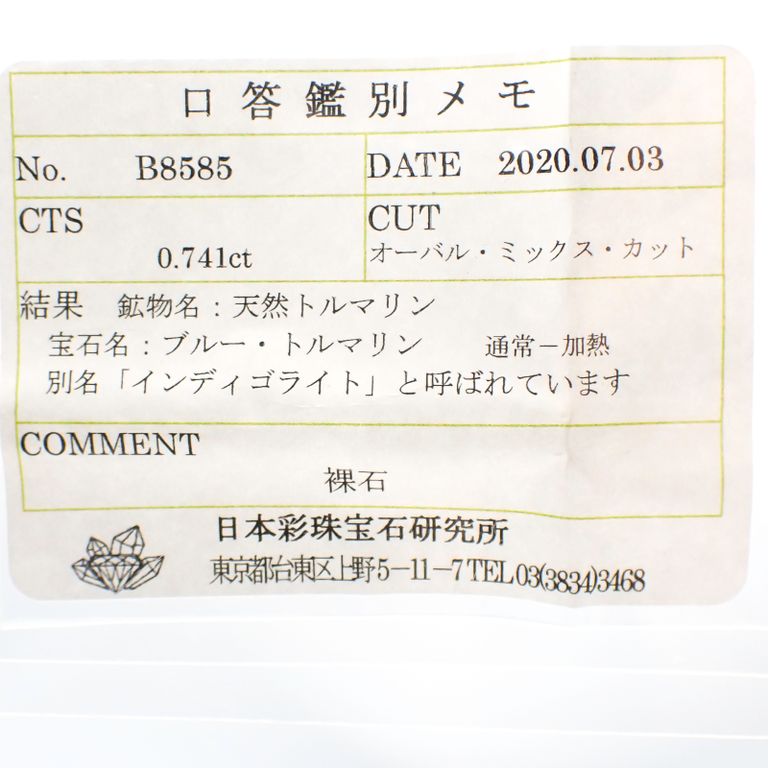 口答鑑別メモ
No. B8585 DATE 2020.07.03
CTS CUT
0.741ct オーバル・ミックス・カット
結果 鉱物名：天然トルマリン
宝石名：ブルー・トルマリン 通常－加熱
別名「インディゴライト」と呼ばれています
COMMENT
裸石
日本彩珠宝石研究所
東京都台東区上野5－11－7 TEL 03(3834)3468